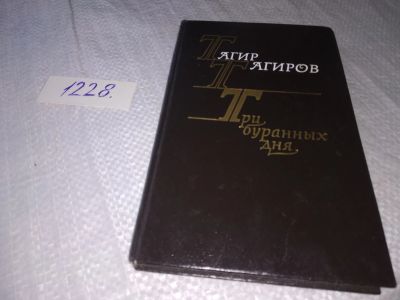 1228.
ТАГИР
ТАГИРОВ
Три
буранных
дня